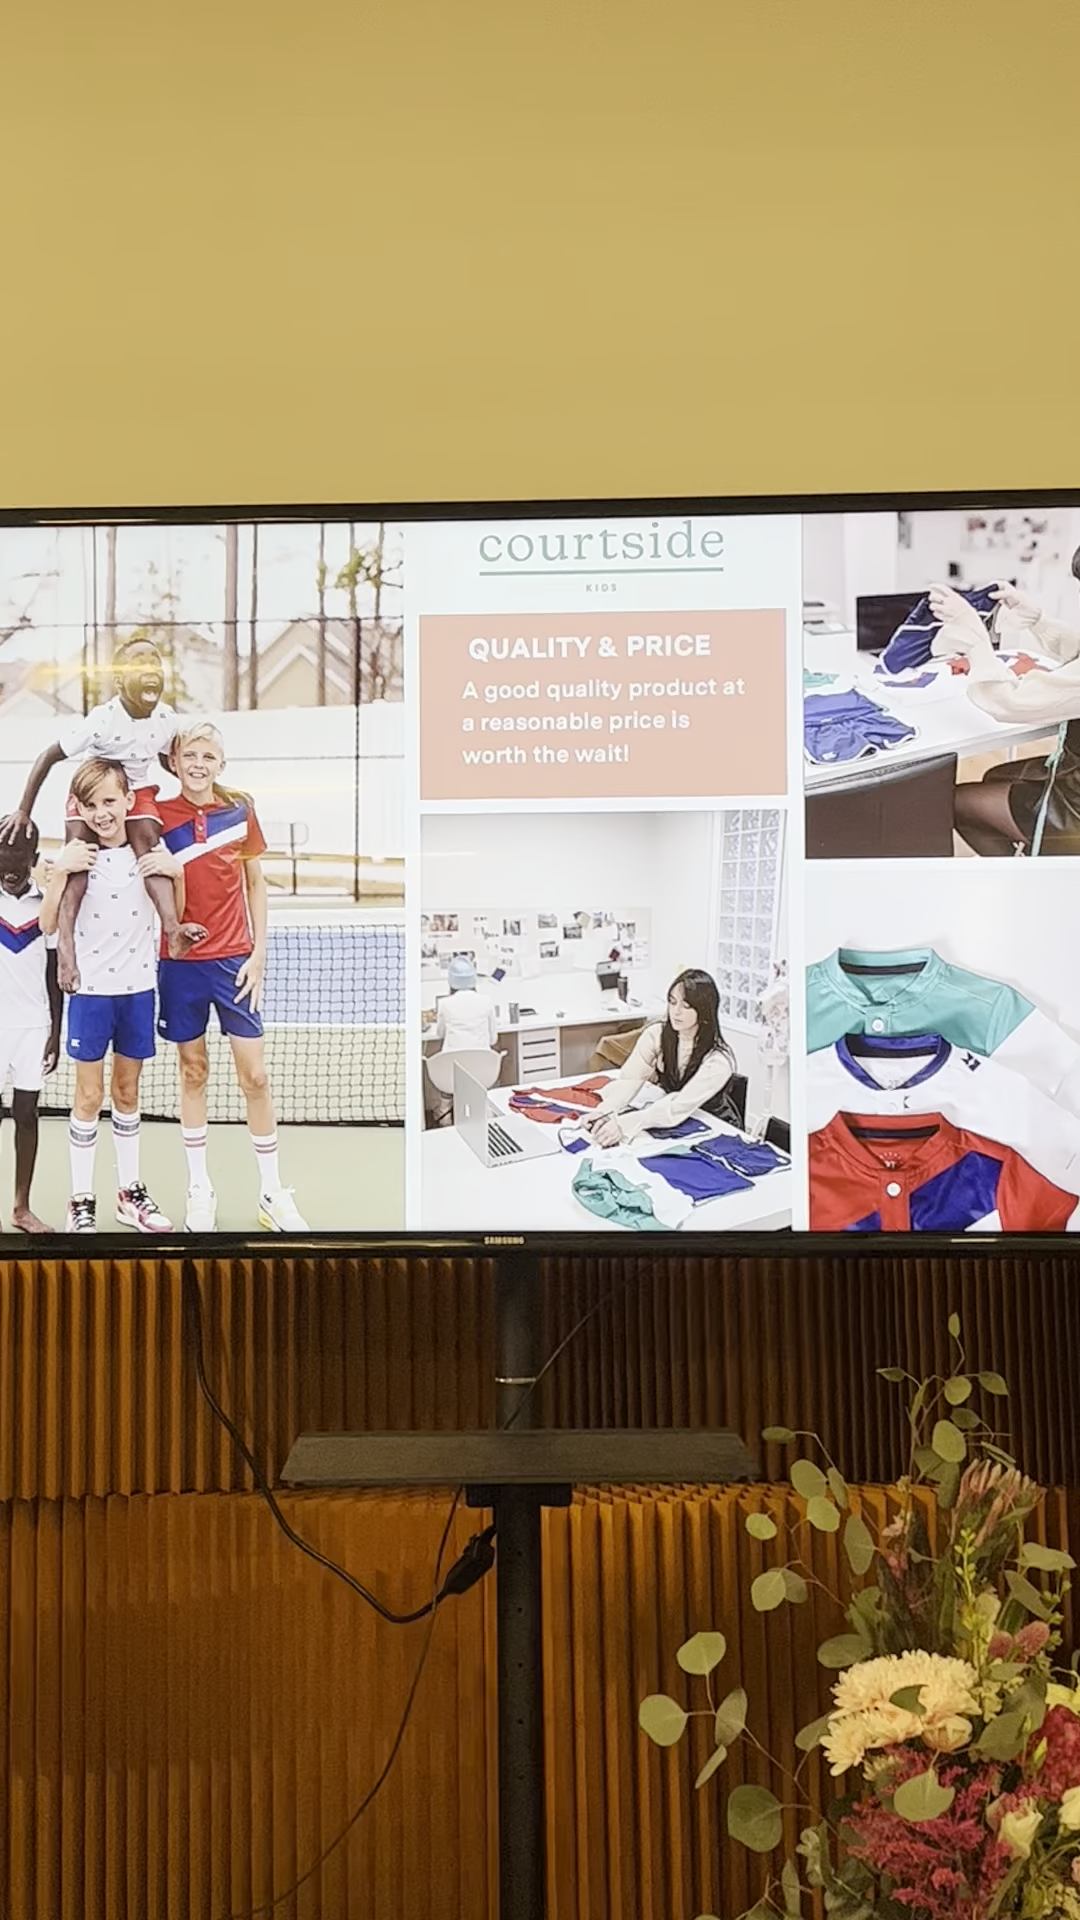 courtside
KIDS
QUALITY & PRICE
A good quality product at
a reasonable price is
worth the wait!
SAMSUNG